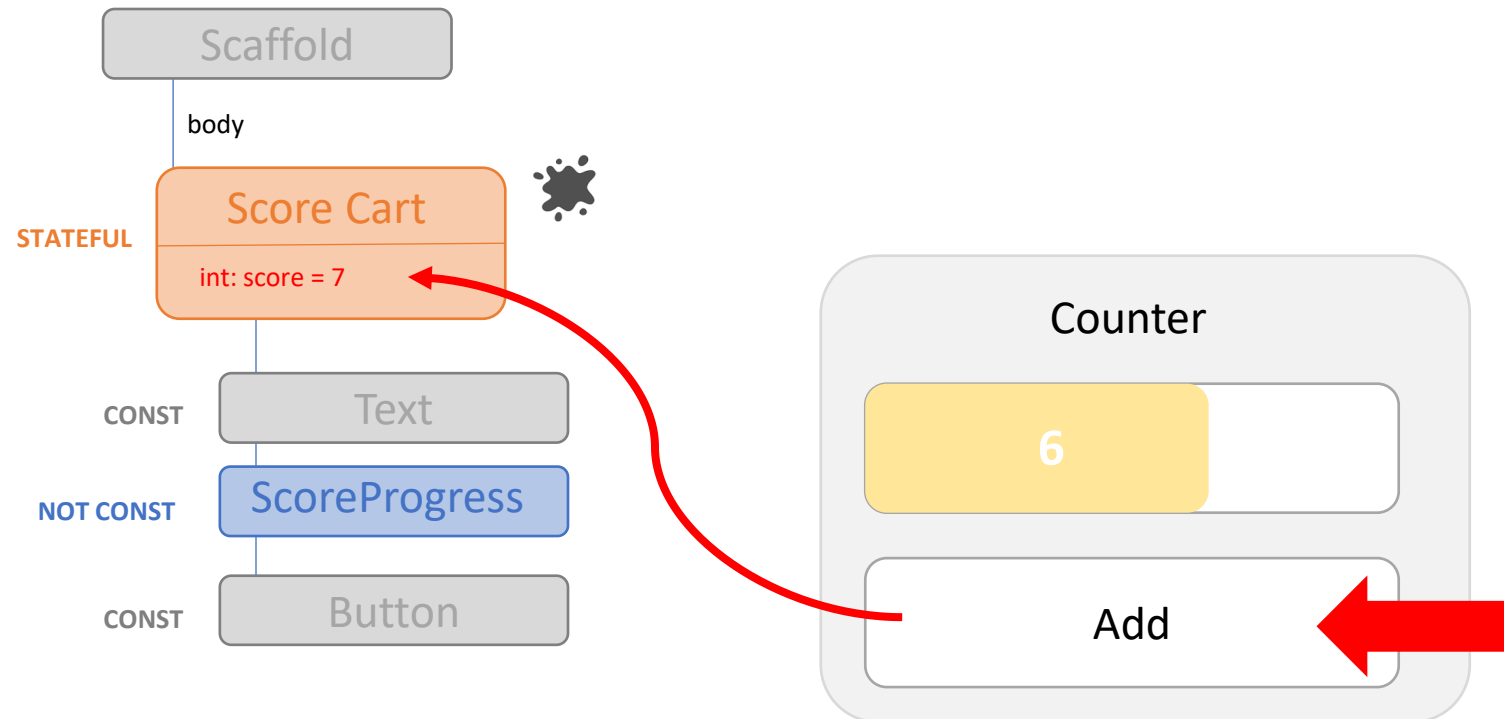 Scaffold
body
Score Cart
STATEFUL
int: score = 7
CONST
Text
NOT CONST
ScoreProgress
CONST
Button
Counter
6
Add